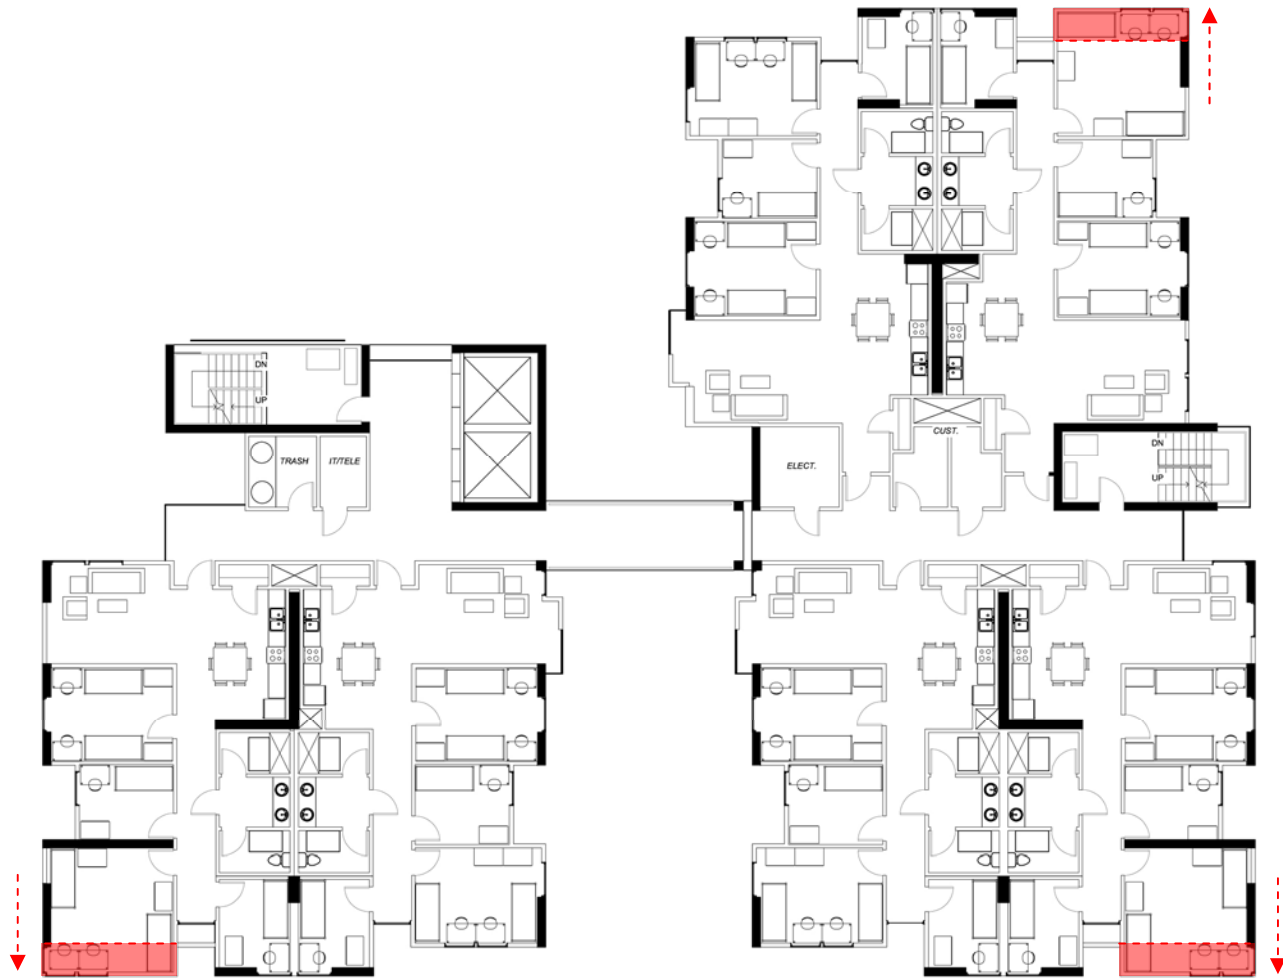 DN
UP
CUST.
DN
TRASH
IT/TELE
ELECT.
UP